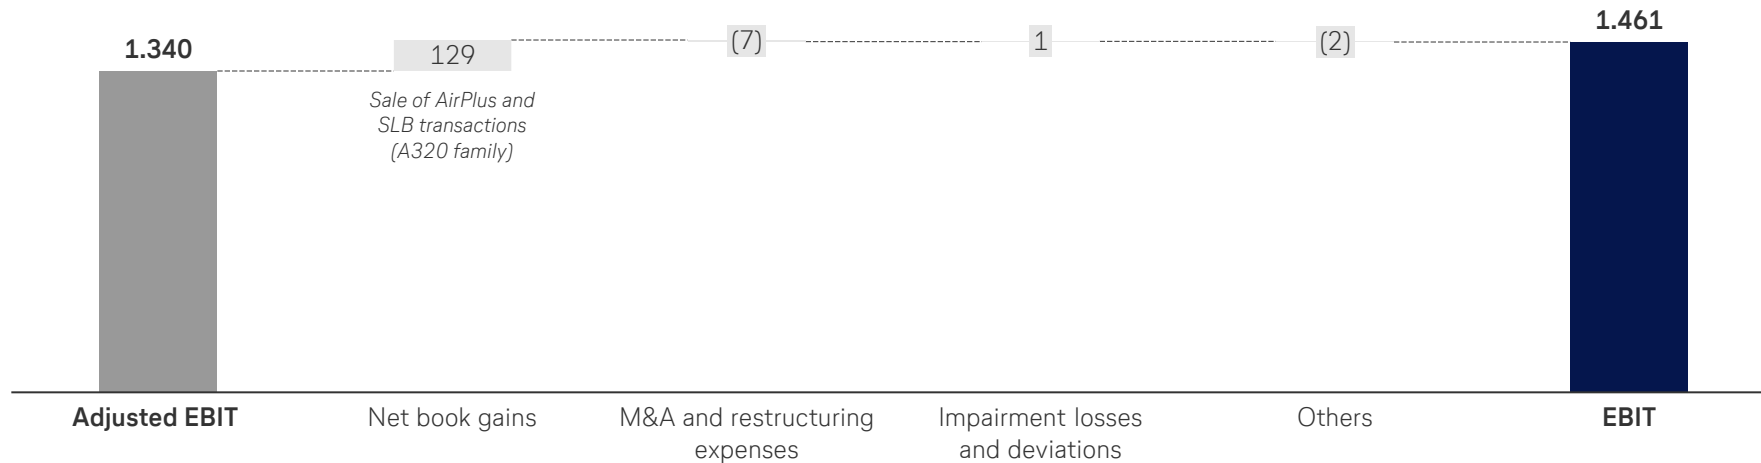 1.340
129
(7)
1
(2)
1.461
Sale of AirPlus and
SLB transactions
(A320 family)
Adjusted EBIT
Net book gains
M&A and restructuring
expenses
Impairment losses
and deviations
Others
EBIT